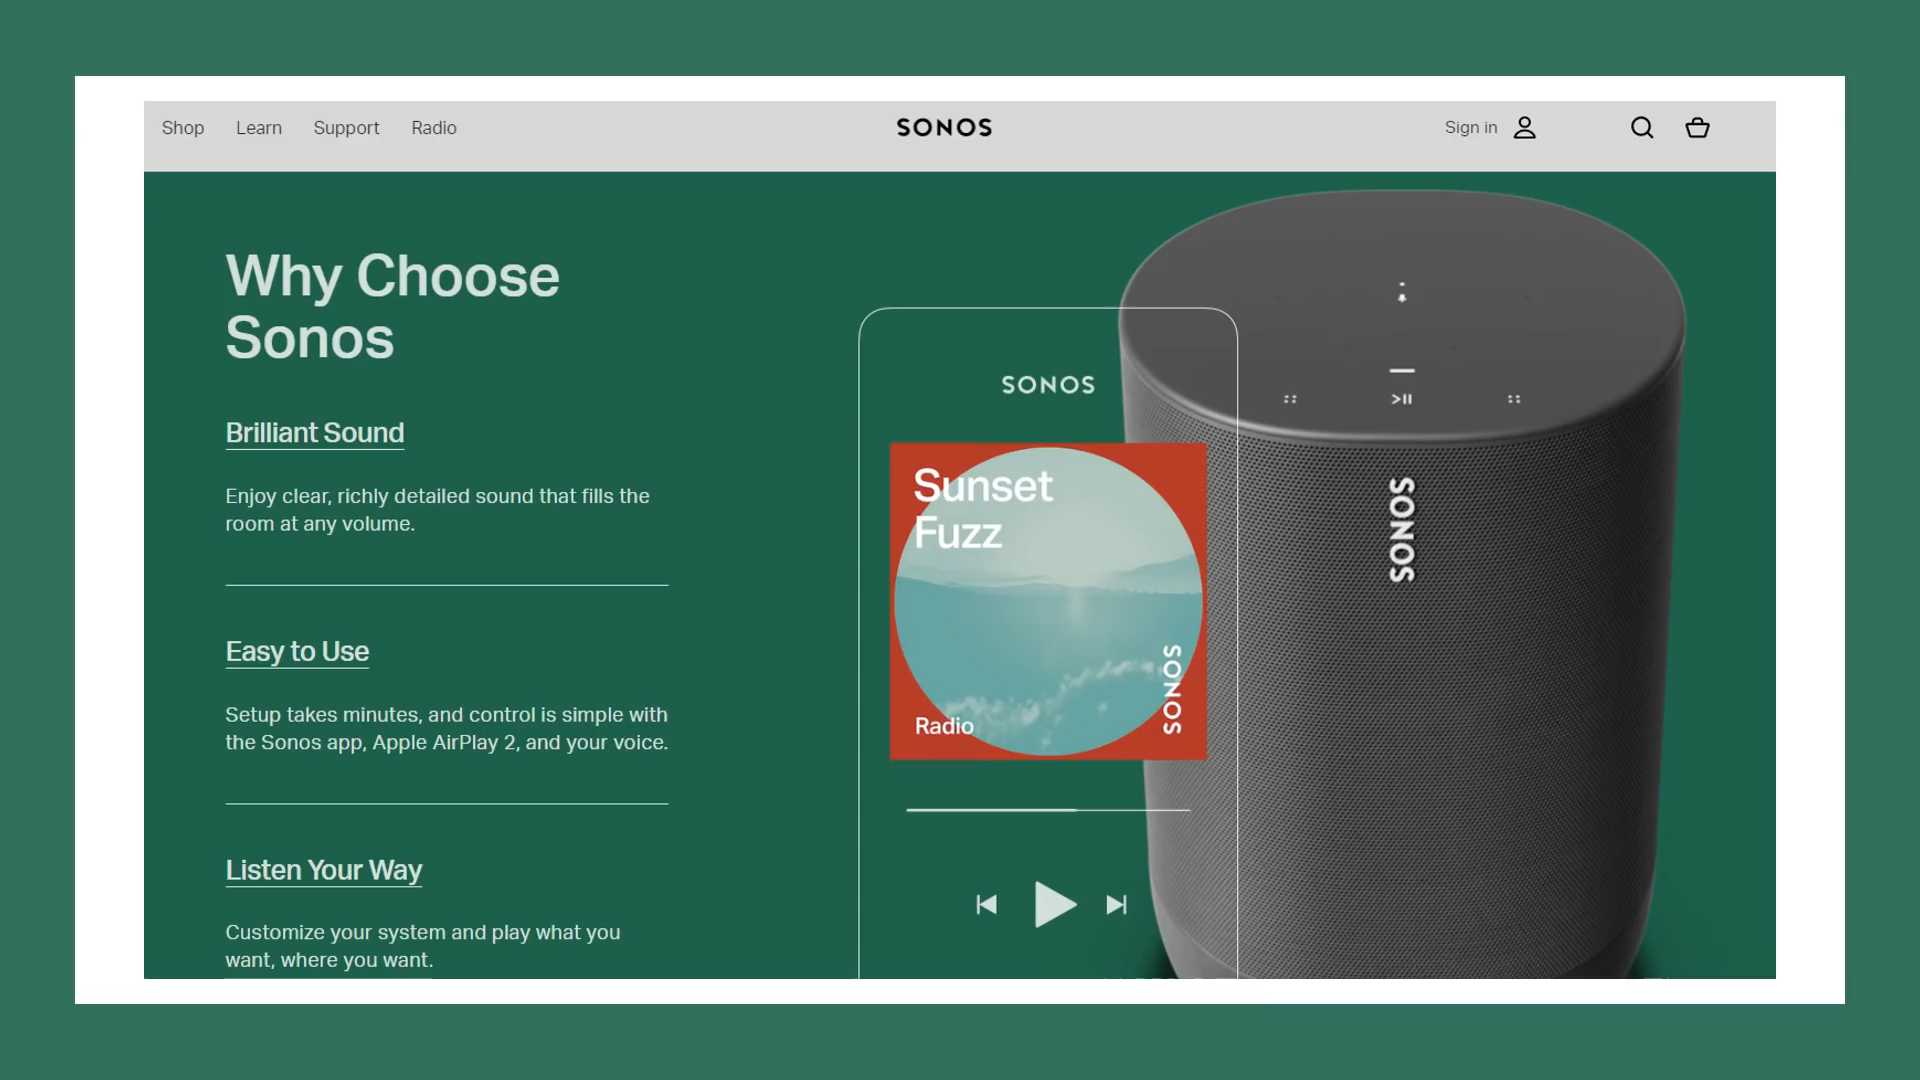 Shop Learn Support Radio SONOS Sign in
Why Choose
Sonos
Brilliant Sound
Enjoy clear, richly detailed sound that fills the
room at any volume.
Easy to Use
Setup takes minutes, and control is simple with
the Sonos app, Apple AirPlay 2, and your voice.
Listen Your Way
Customize your system and play what you
want, where you want.
SONOS
Sunset
Fuzz
Radio
SONOS
SONOS